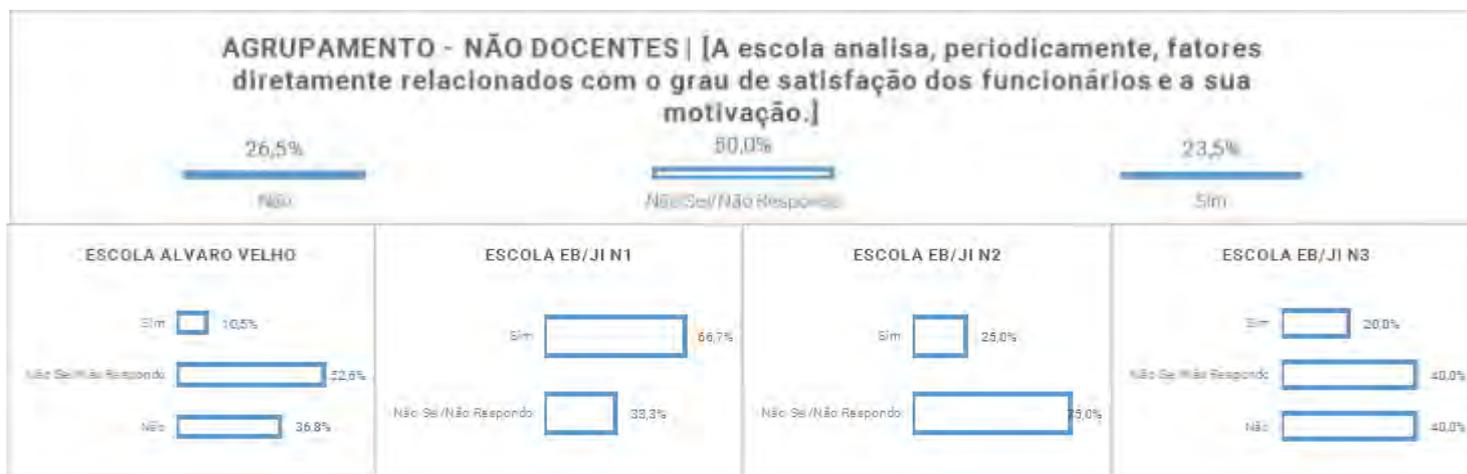 AGRUPAMENTO - NÃO DOCENTES | [A escola analisa, periodicamente, fatores
diretamente relacionados com o grau de satisfação dos funcionários e a sua
motivação.]
26,5%
50,0%
23,5%
Não
Não Sei/Não Respondo
Sim
ESCOLA ALVARO VELHO
Sim
10,5%
Não Sei/Não Respondo
52,6%
Não
36,8%
ESCOLA EB/JI N1
Sim
66,7%
Não Sei/Não Respondo
33,3%
ESCOLA EB/JI N2
Sim
25,0%
Não Sei/Não Respondo
75,0%
ESCOLA EB/JI N3
Sim
20,0%
Não Sei/Não Respondo
40,0%
Não
40,0%